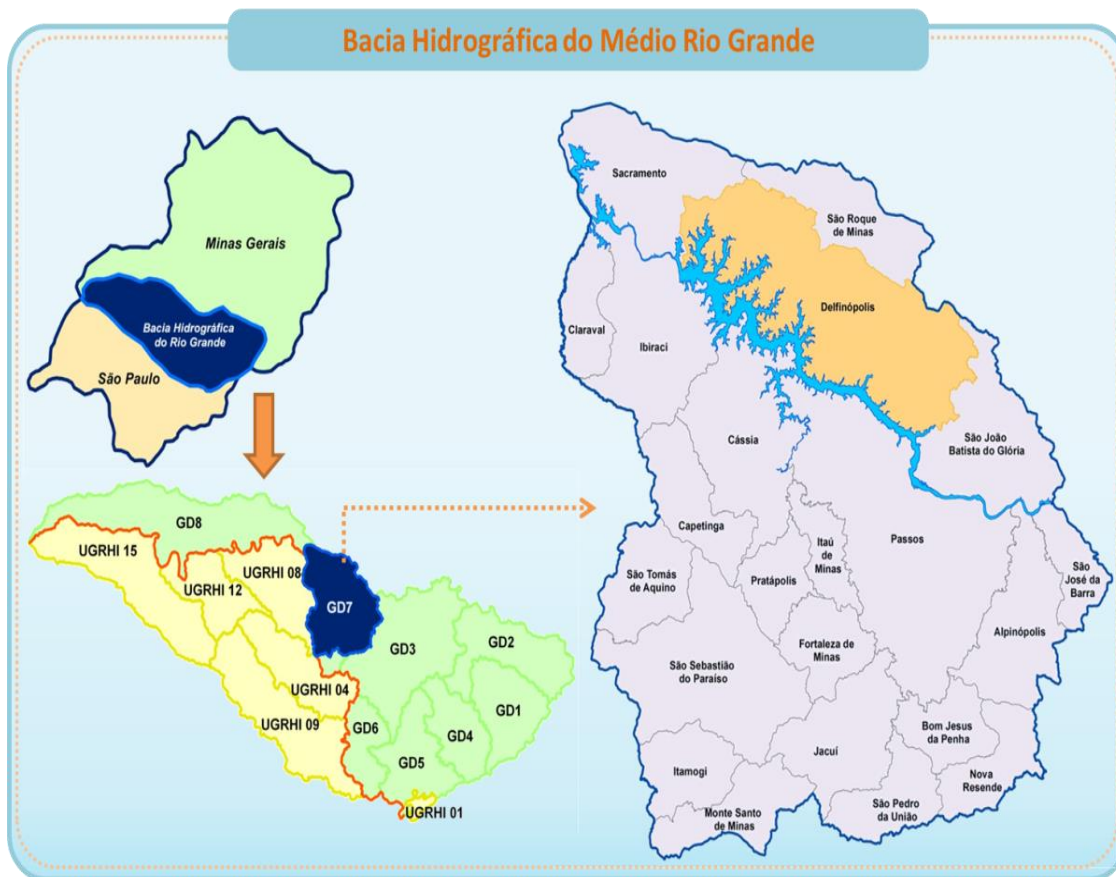 Bacia Hidrográfica do Médio Rio Grande
Minas Gerais
Bacia Hidrográfica
do Rio Grande
São Paulo
GD8
UGRHI 15
UGRHI 08
UGRHI 12
GD7
GD3
GD2
UGRHI 04
GD1
UGRHI 09
GD6
GD4
GD5
UGRHI 01
Sacramento
São Roque
de Minas
Delfinópolis
Claraval
Ibiraci
Cássia
São João
Batista do Glória
Capetinga
Itaú
de
Minas
Passos
São Tomás
de Aquino
Pratápolis
São
José da
Barra
Alpinópolis
Fortaleza de
Minas
São Sebastião
do Paraíso
Bom Jesus
da Penha
Jacuí
Itamogi
Nova
Resende
São Pedro
da União
Monte Santo
de Minas